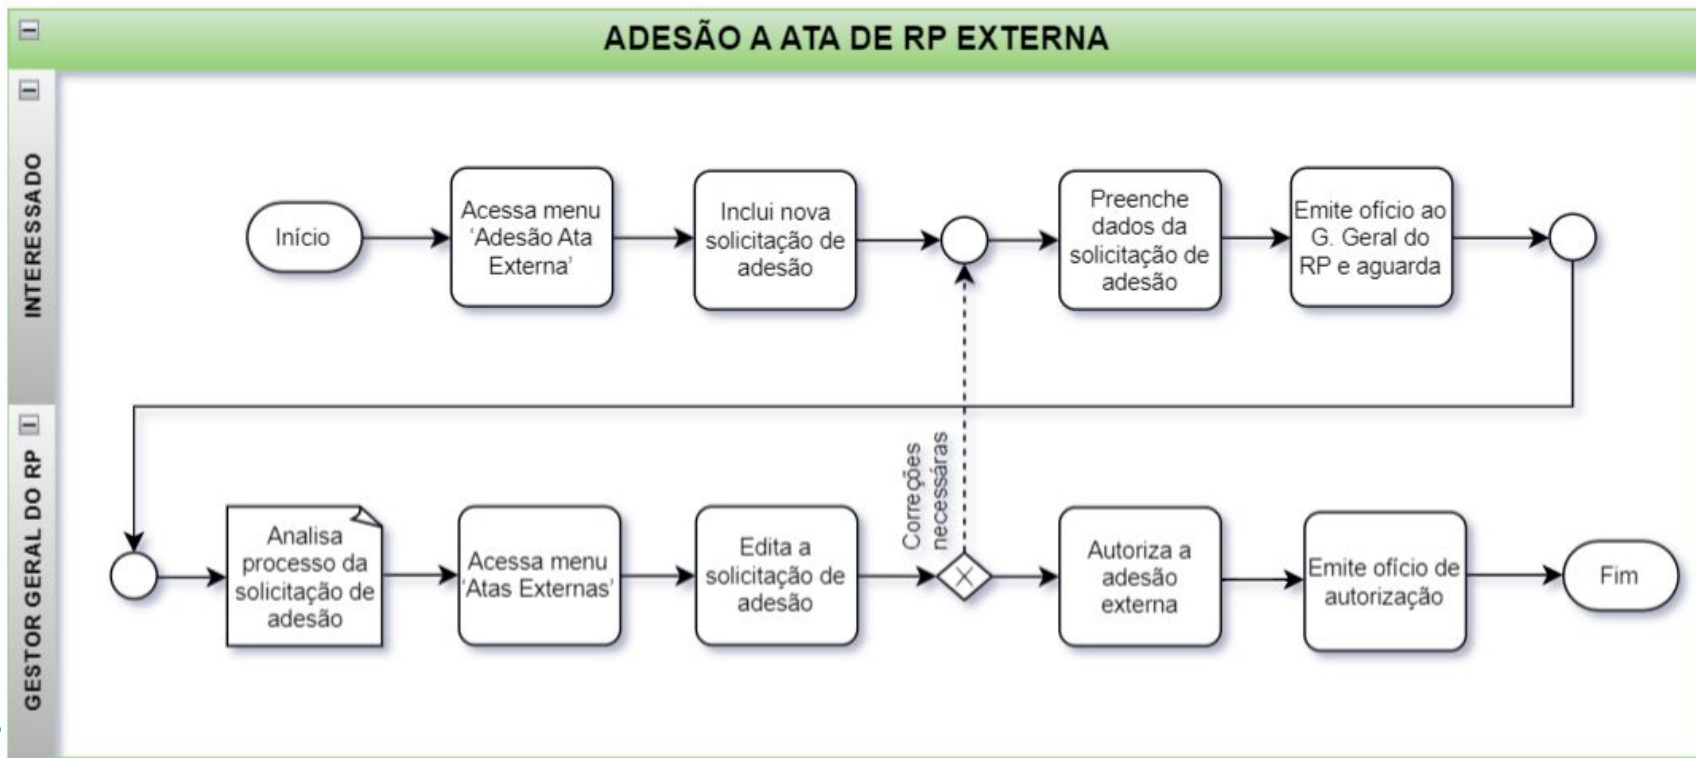 ADESÃO A ATA DE RP EXTERNA
INTERESSADO
Início
Acessa menu
‘Adesão Ata
Externa’
Inclui nova
solicitação de
adesão
Preenche
dados da
solicitação de
adesão
Emite ofício ao
G. Geral do
RP e aguarda
GESTOR GERAL DO RP
Analisa
processo da
solicitação de
adesão
Acessa menu
‘Atas Externas’
Edita a
solicitação de
adesão
Correções
necessáras
Autoriza a
adesão
externa
Emite ofício de
autorização
Fim